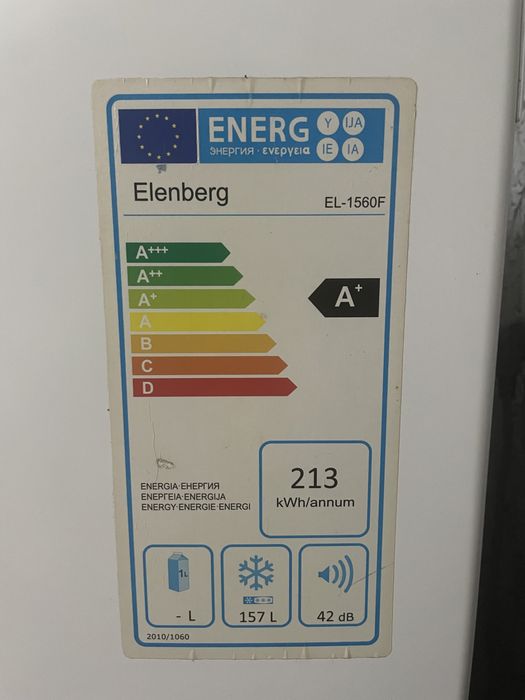 ENERG Y IJA
ЭНЕРГИЯ · ενεργεια IE IA
Elenberg
EL-1560F
A+++
A++
A+
A
B
C
D
A+
ENERGIA·ЕНЕРГИЯ
ΕΝΕΡΓΕΙΑ·ENERGIJA
ENERGY·ENERGIE·ENERGI
213
kWh/annum
1L
- L
157 L
42 dB
2010/1060